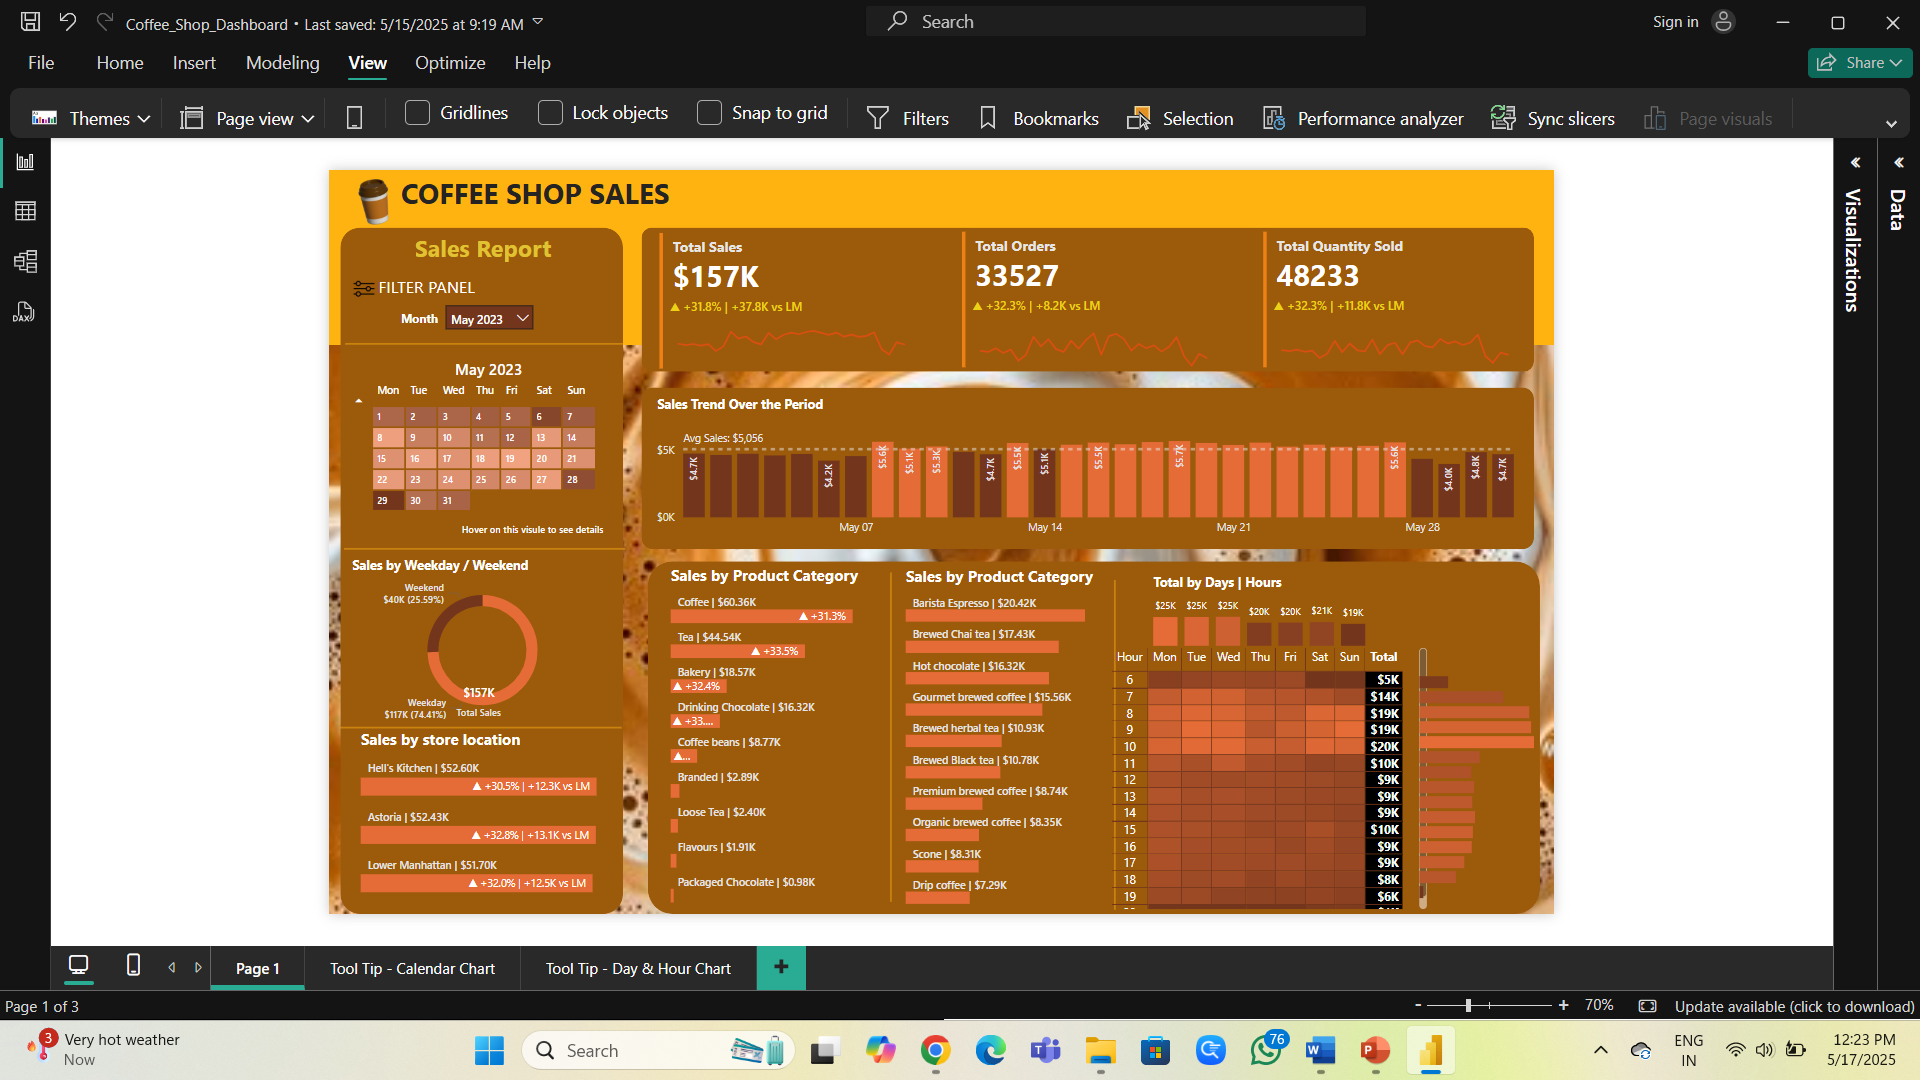 Coffee_Shop_Dashboard • Last saved: 5/15/2025 at 9:19 AM
Search
Sign in
File Home Insert Modeling View Optimize Help
Share
Themes Page view Gridlines Lock objects Snap to grid Filters Bookmarks Selection Performance analyzer Sync slicers Page visuals
DAX
Visualizations
Data
COFFEE SHOP SALES
Sales Report
FILTER PANEL
Month May 2023
May 2023
Mon Tue Wed Thu Fri Sat Sun
1 2 3 4 5 6 7
8 9 10 11 12 13 14
15 16 17 18 19 20 21
22 23 24 25 26 27 28
29 30 31
Hover on this visule to see details
Sales by Weekday / Weekend
Weekend
$40K (25.59%)
$157K
Total Sales
Weekday
$117K (74.41%)
Sales by store location
Hell's Kitchen | $52.60K
▲ +30.5% | +12.3K vs LM
Astoria | $52.43K
▲ +32.8% | +13.1K vs LM
Lower Manhattan | $51.70K
▲ +32.0% | +12.5K vs LM
Total Sales
$157K
▲ +31.8% | +37.8K vs LM
Total Orders
33527
▲ +32.3% | +8.2K vs LM
Total Quantity Sold
48233
▲ +32.3% | +11.8K vs LM
Sales Trend Over the Period
Avg Sales: $5,056
$5K
$0K
$4.7K $4.2K $5.6K $5.1K $5.3K $4.7K $5.5K $5.1K $5.5K $5.7K $5.6K $4.0K $4.8K $4.7K
May 07 May 14 May 21 May 28
Sales by Product Category
Coffee | $60.36K
▲ +31.3%
Tea | $44.54K
▲ +33.5%
Bakery | $18.57K
▲ +32.4%
Drinking Chocolate | $16.32K
▲ +33....
Coffee beans | $8.77K
▲...
Branded | $2.89K
Loose Tea | $2.40K
Flavours | $1.91K
Packaged Chocolate | $0.98K
Sales by Product Category
Barista Espresso | $20.42K
Brewed Chai tea | $17.43K
Hot chocolate | $16.32K
Gourmet brewed coffee | $15.56K
Brewed herbal tea | $10.93K
Brewed Black tea | $10.78K
Premium brewed coffee | $8.74K
Organic brewed coffee | $8.35K
Scone | $8.31K
Drip coffee | $7.29K
Total by Days | Hours
$25K $25K $25K $20K $20K $21K $19K
Hour Mon Tue Wed Thu Fri Sat Sun Total
6 $5K
7 $14K
8 $19K
9 $19K
10 $20K
11 $10K
12 $9K
13 $9K
14 $9K
15 $10K
16 $9K
17 $9K
18 $8K
19 $6K
Page 1 Tool Tip - Calendar Chart Tool Tip - Day & Hour Chart +
Page 1 of 3
- + 70% Update available (click to download)
3
Very hot weather
Now
Search
76
ENG
IN
12:23 PM
5/17/2025